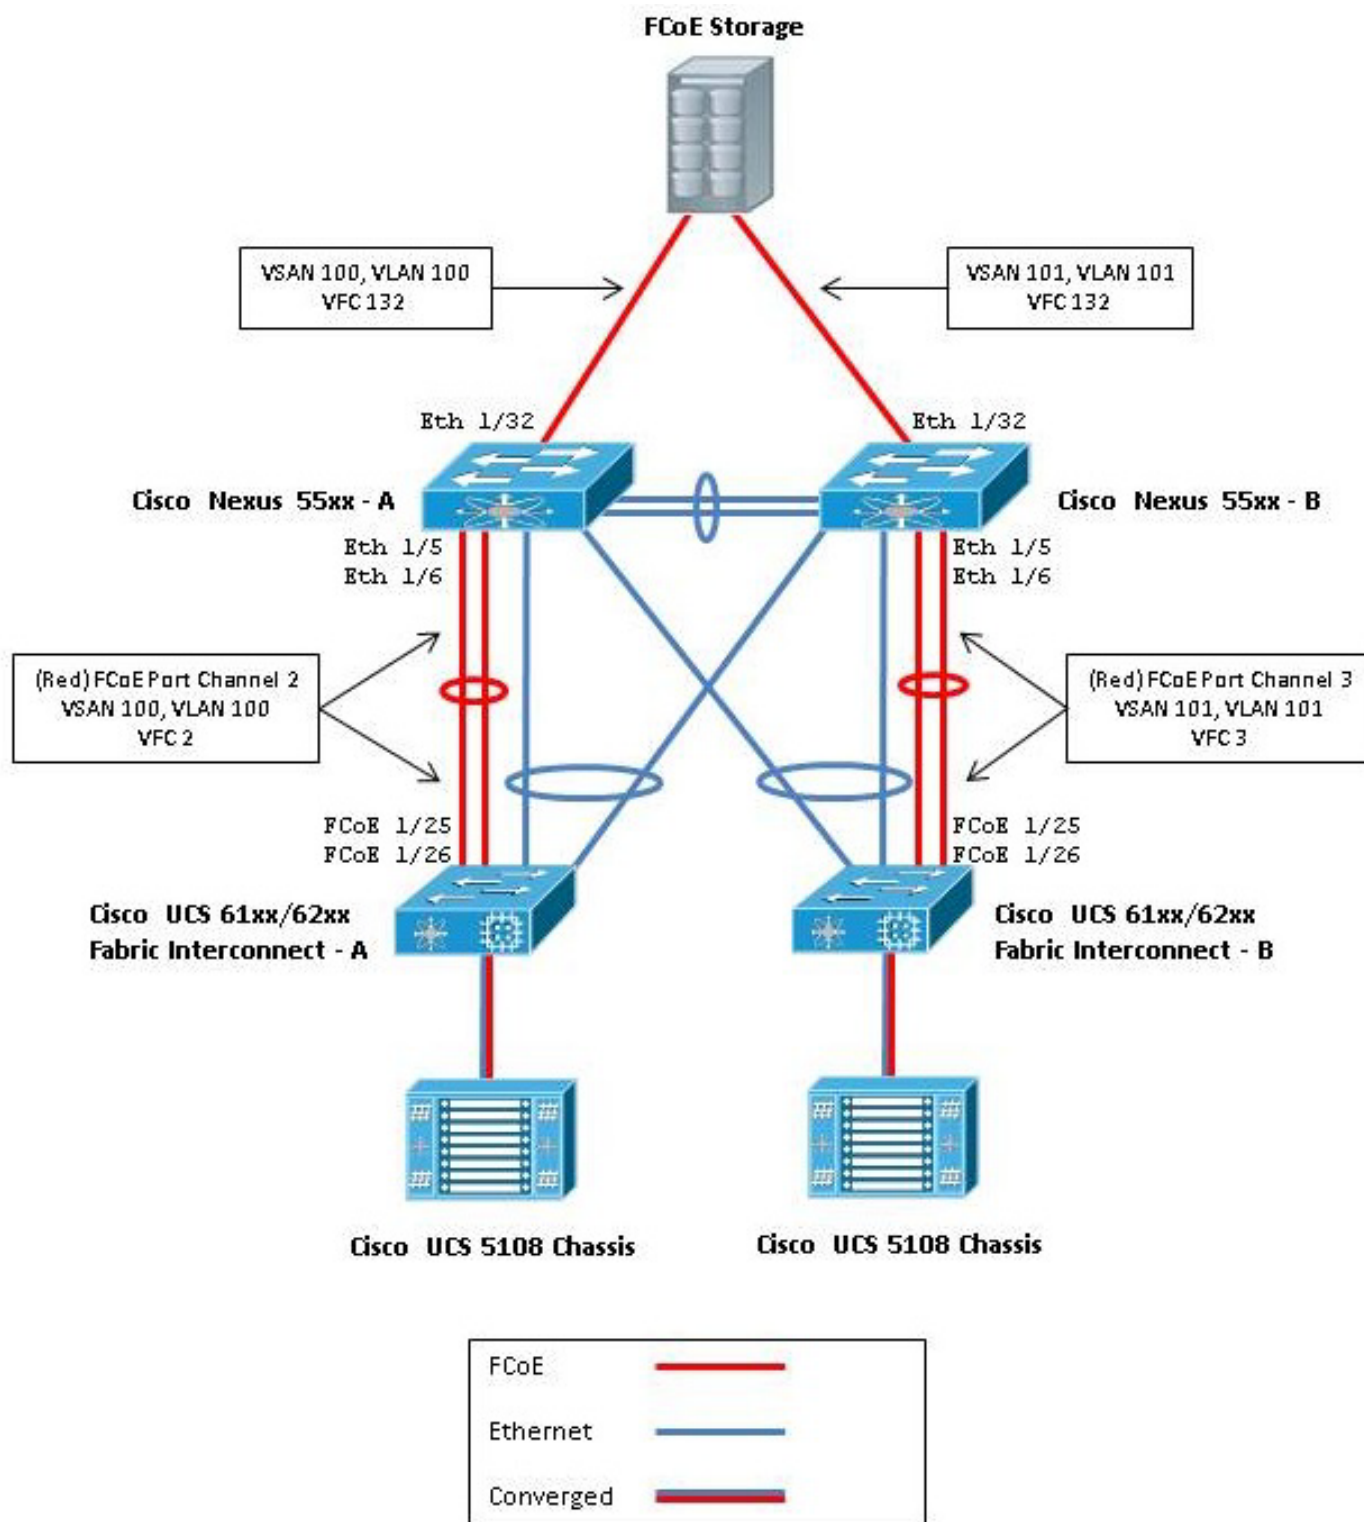 FCoE Storage
VSAN 100, VLAN 100
VFC 132
VSAN 101, VLAN 101
VFC 132
Eth 1/32
Eth 1/32
Cisco Nexus 55xx - A
Cisco Nexus 55xx - B
Eth 1/5
Eth 1/6
Eth 1/5
Eth 1/6
(Red) FCoE Port Channel 2
VSAN 100, VLAN 100
VFC 2
(Red) FCoE Port Channel 3
VSAN 101, VLAN 101
VFC 3
FCoE 1/25
FCoE 1/26
FCoE 1/25
FCoE 1/26
Cisco UCS 61xx/62xx
Fabric Interconnect - A
Cisco UCS 61xx/62xx
Fabric Interconnect - B
Cisco UCS 5108 Chassis
Cisco UCS 5108 Chassis
FCoE
Ethernet
Converged